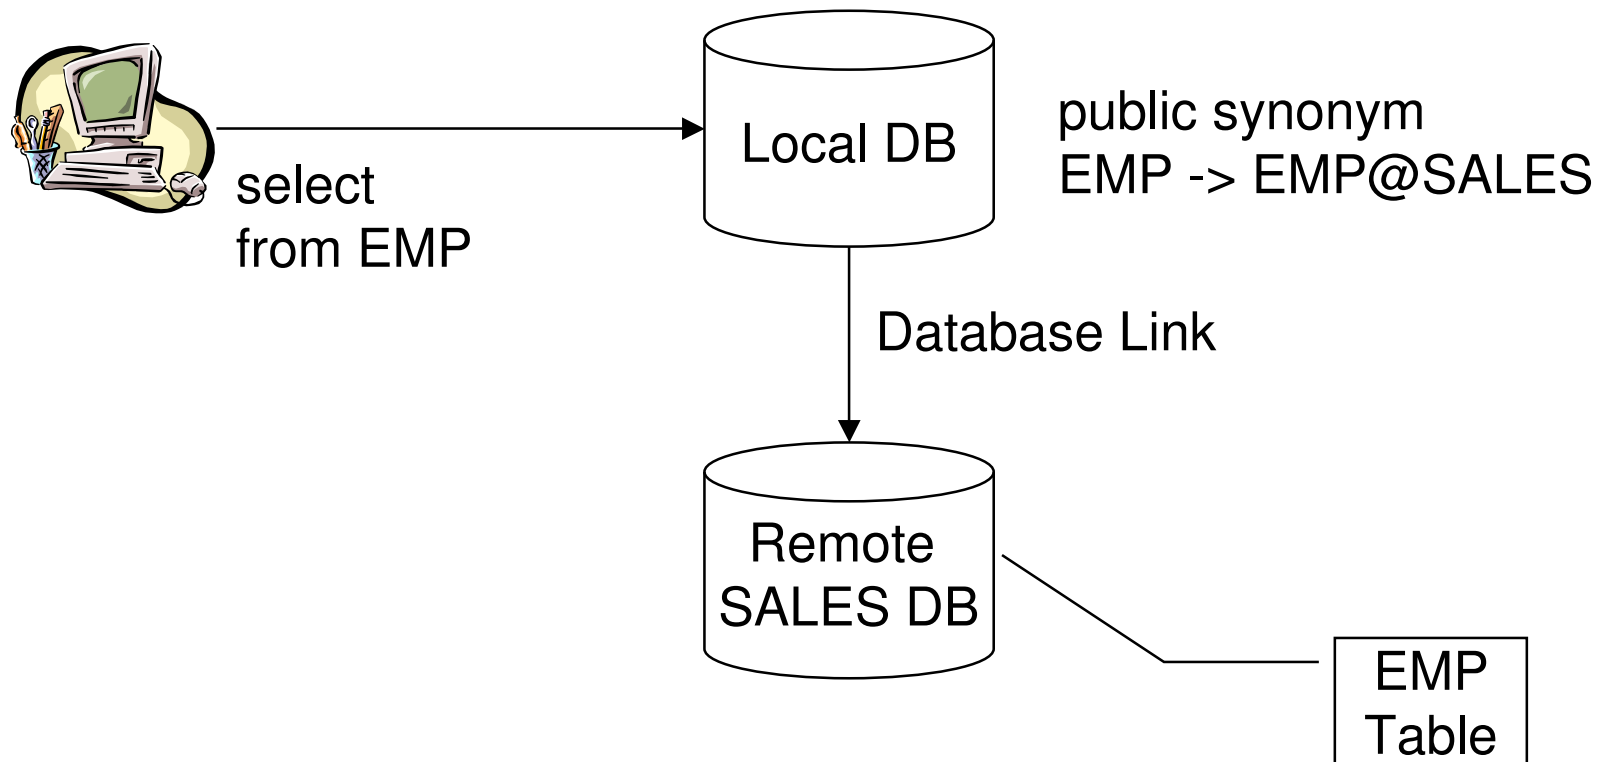 Local DB
public synonym
EMP -> EMP@SALES
select
from EMP
Database Link
Remote
SALES DB
EMP
Table